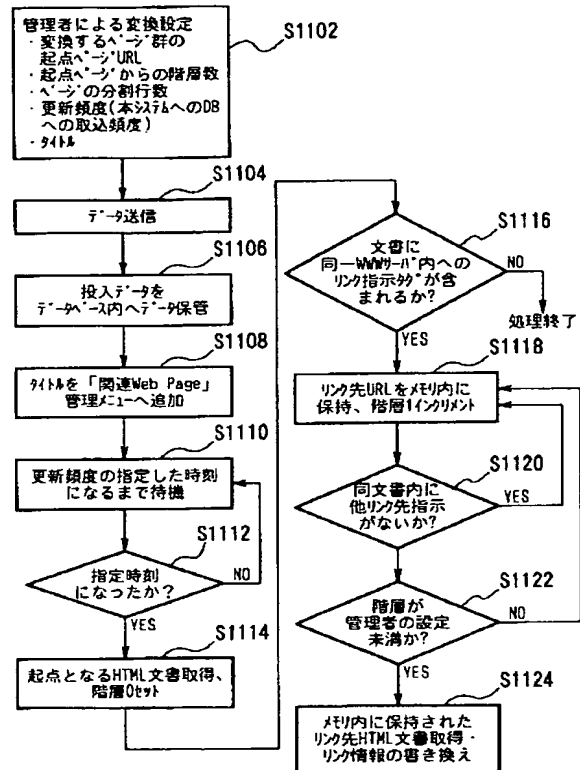 S1102
管理者による変換設定
・変換するページ群の
起点ページURL
・起点ページからの階層数
・ページの分割行数
・更新頻度(本システムへのDB
への取込頻度)
・タイトル
S1104
データ送信
S1106
投入データを
データベース内へデータ保管
S1108
タイトルを「関連Web Page」
管理メニューへ追加
S1110
更新頻度の指定した時刻
になるまで待機
S1112
指定時刻
になったか?
NO
YES
S1114
起点となるHTML文書取得、
階層0セット
S1116
文書に
同一WWWサーバ内への
リンク指示タグが含
まれるか?
NO
処理終了
YES
S1118
リンク先URLをメモリ内に
保持、階層1インクリメント
S1120
同文書内に
他リンク先指示
がないか?
YES
S1122
階層が
管理者の設定
未満か?
NO
YES
S1124
メモリ内に保持された
リンク先HTML文書取得・
リンク情報の書き換え